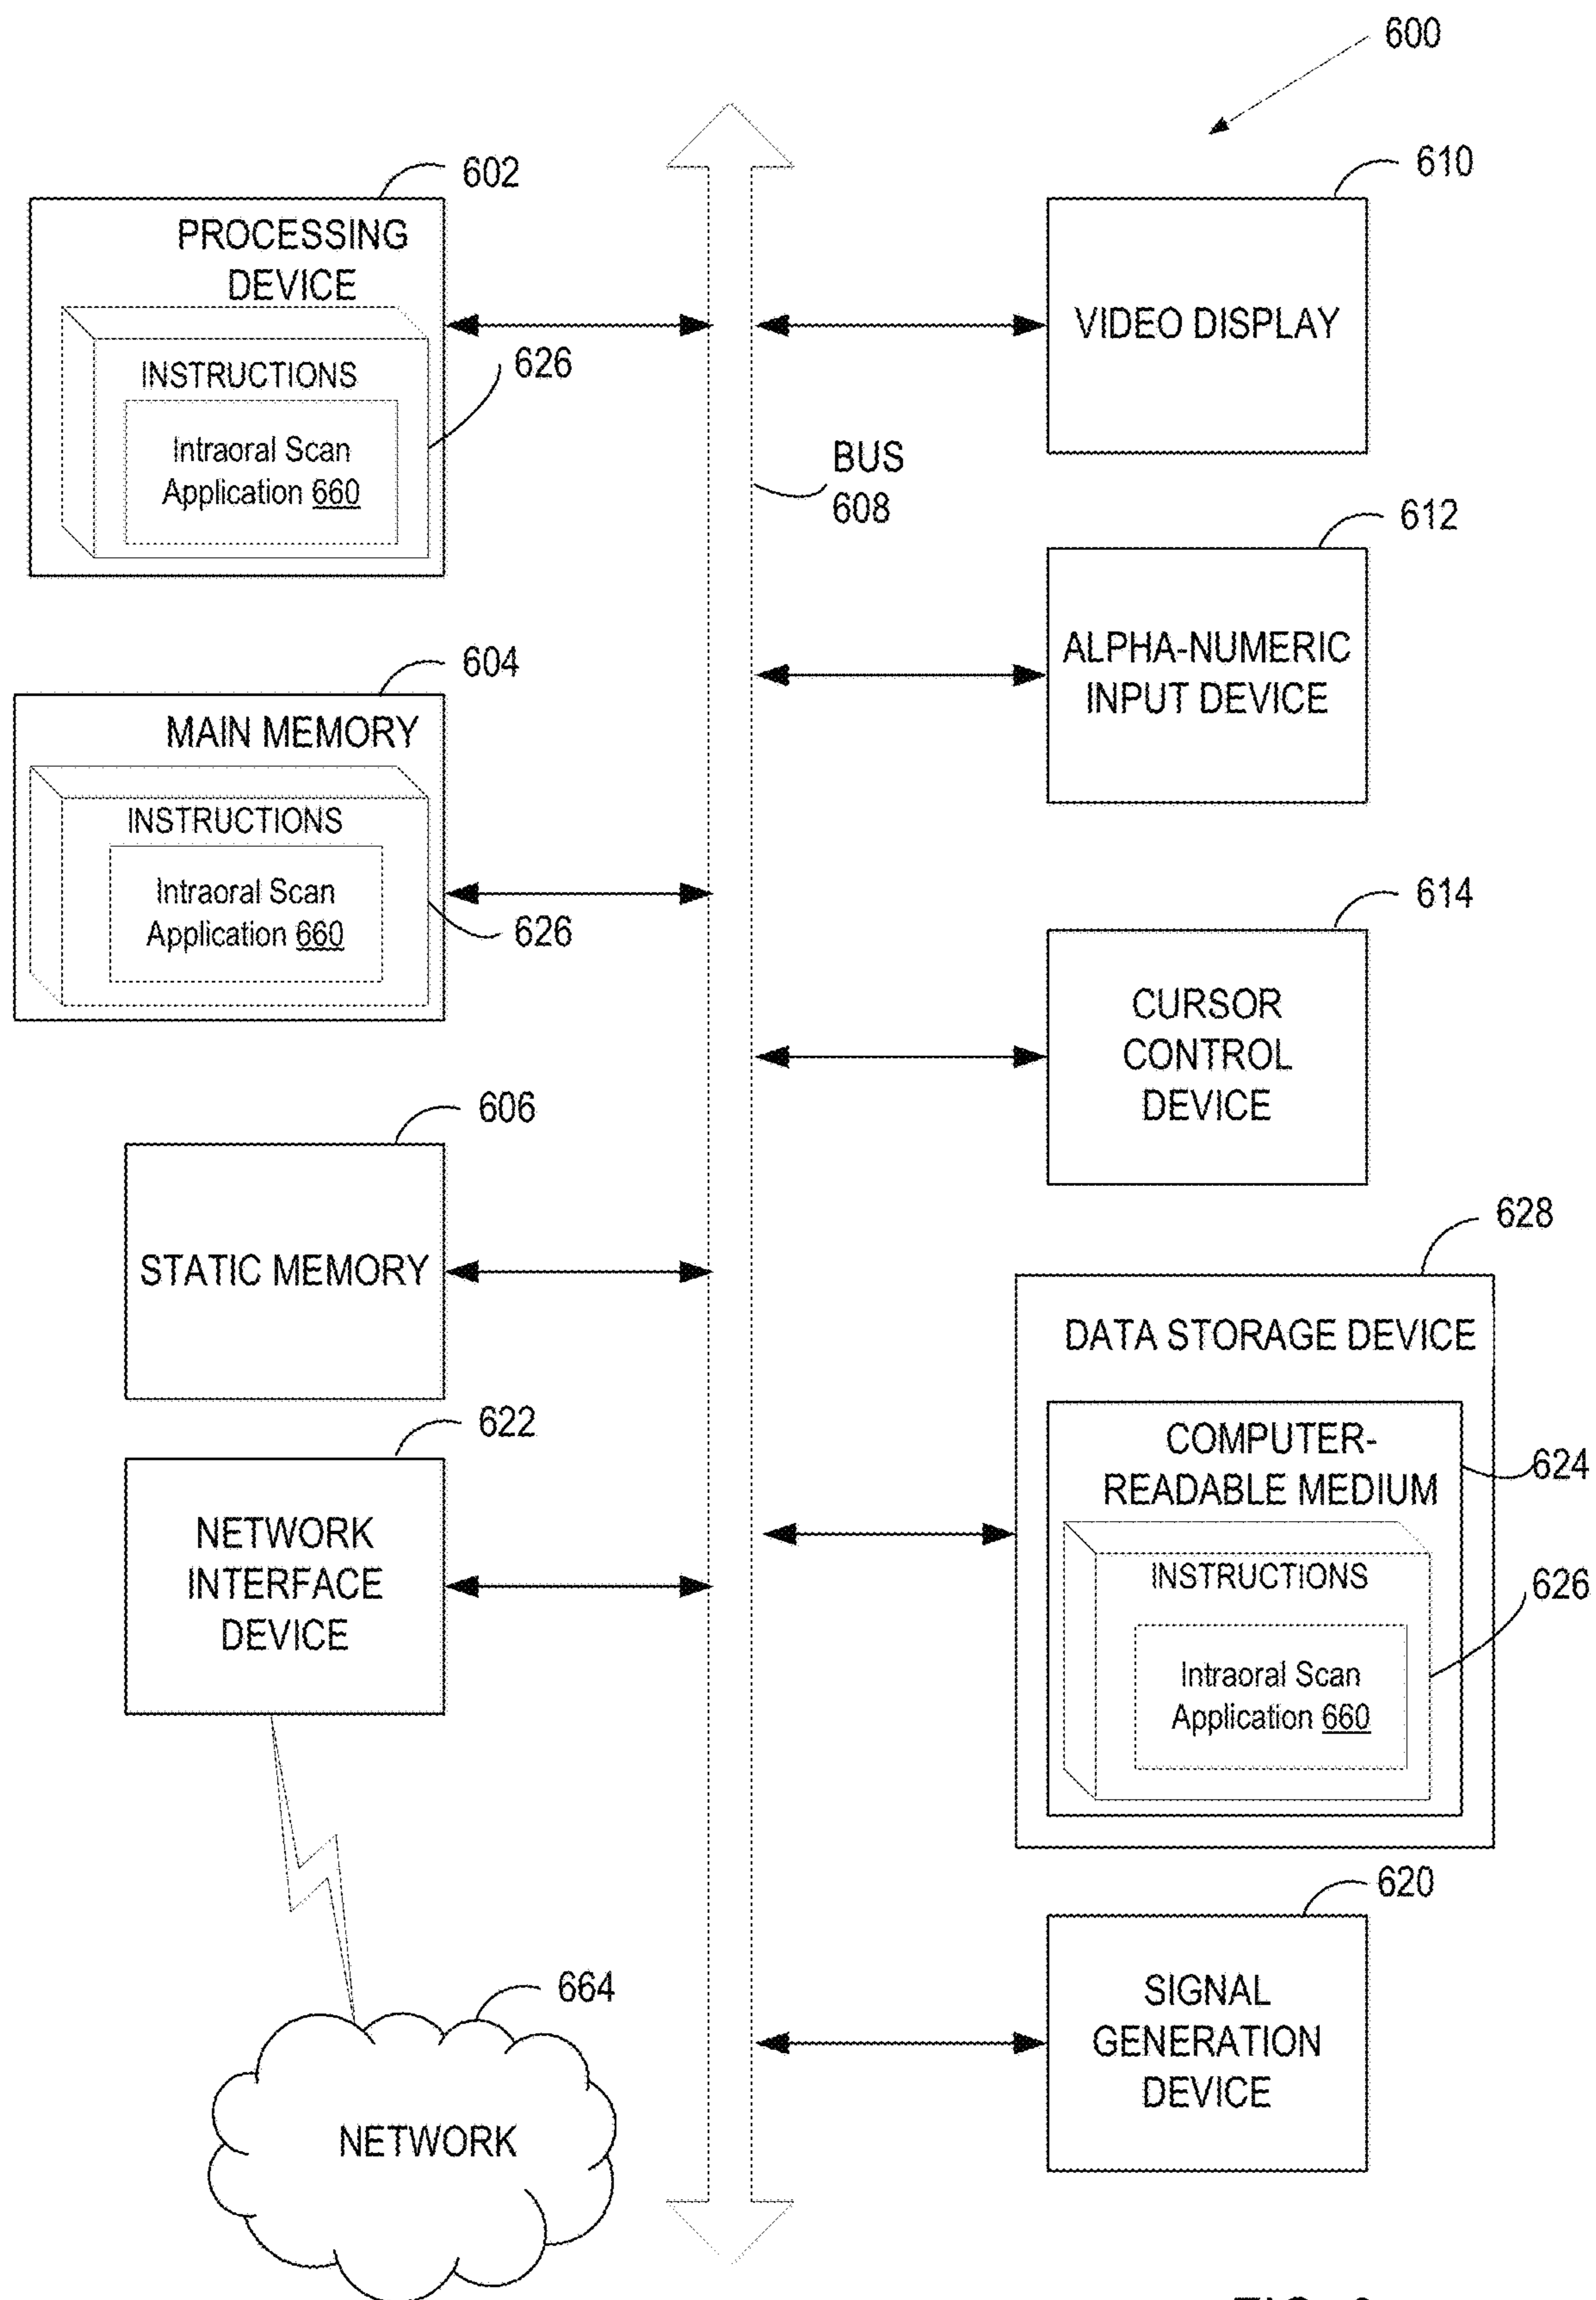 600
602
PROCESSING
DEVICE
INSTRUCTIONS
626
Intraoral Scan
Application 660
604
MAIN MEMORY
INSTRUCTIONS
Intraoral Scan
Application 660
626
606
STATIC MEMORY
622
NETWORK
INTERFACE
DEVICE
664
NETWORK
BUS
608
610
VIDEO DISPLAY
612
ALPHA-NUMERIC
INPUT DEVICE
614
CURSOR
CONTROL
DEVICE
628
DATA STORAGE DEVICE
COMPUTER-
READABLE MEDIUM
624
INSTRUCTIONS
626
Intraoral Scan
Application 660
620
SIGNAL
GENERATION
DEVICE